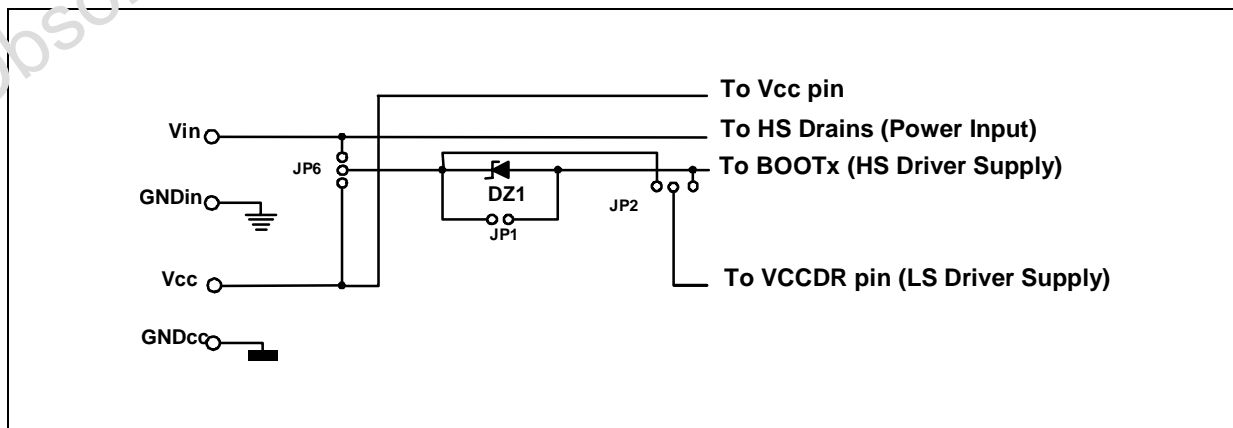 To Vcc pin
Vin
To HS Drains (Power Input)
JP6
To BOOTx (HS Driver Supply)
DZ1
GNDin
JP2
JP1
Vcc
To VCCDR pin (LS Driver Supply)
GNDcc